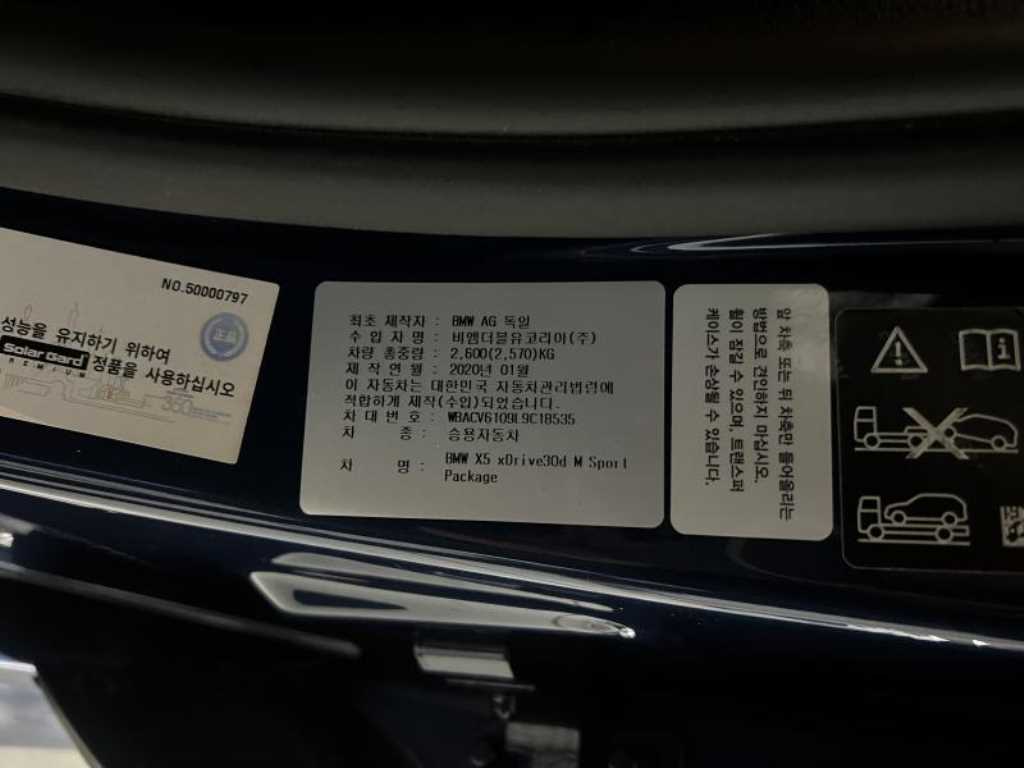 NO.50000797
성능을 유지하기 위하여
Solar Gard 정품을 사용하십시오
PREMIUM
최초 제작자 : BMW AG 독일
수 입 자 명 : 비엠더블유코리아(주)
차량 총중량 : 2,600(2,570)KG
제 작 연 월 : 2020년 01월
이 자동차는 대한민국 자동차관리법령에
적합하게 제작(수입)되었습니다.
차 대 번 호 : WBACV6109L9C18535
차 종 : 승용자동차
차 명 : BMW X5 xDrive30d M Sport
Package
앞 차축 또는 뒤 차축만 들어올리는
방법으로 견인하지 마십시오.
휠이 잠길 수 있으며, 트랜스퍼
케이스가 손상될 수 있습니다.